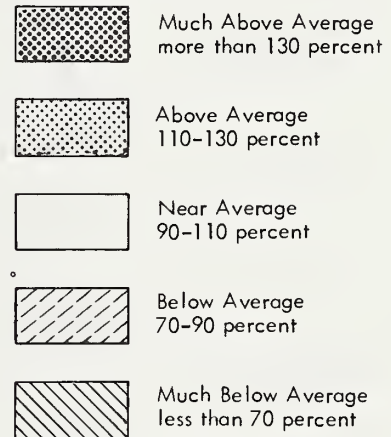 Much Above Average
more than 130 percent
Above Average
110-130 percent
Near Average
90-110 percent
Below Average
70-90 percent
Much Below Average
less than 70 percent